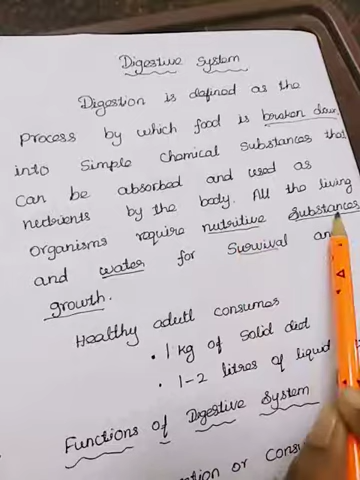 Digestive System
Digestion is defined as the
Process by which food is broken down
into Simple chemical Substances that
can be absorbed and used as
nutrients by the body. All the living
Organisms require nutritive Substances
and water for Survival an
growth.
Healthy adutl consumes
• 1 kg of Solid diet
• 1-2 litres of liquid
Functions of Digestive System
or